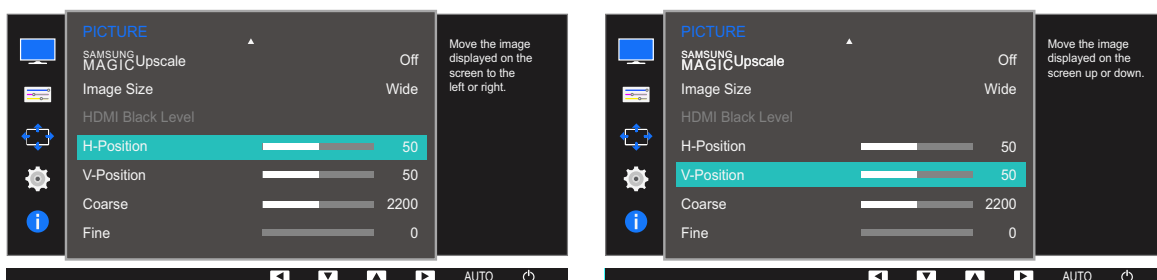 PICTURE
SAMSUNG
MAGIC Upscale Off
Image Size Wide
HDMI Black Level
H-Position 50
V-Position 50
Coarse 2200
Fine 0
Move the image
displayed on the
screen to the
left or right.
AUTO
PICTURE
SAMSUNG
MAGIC Upscale Off
Image Size Wide
HDMI Black Level
H-Position 50
V-Position 50
Coarse 2200
Fine 0
Move the image
displayed on the
screen up or down.
AUTO